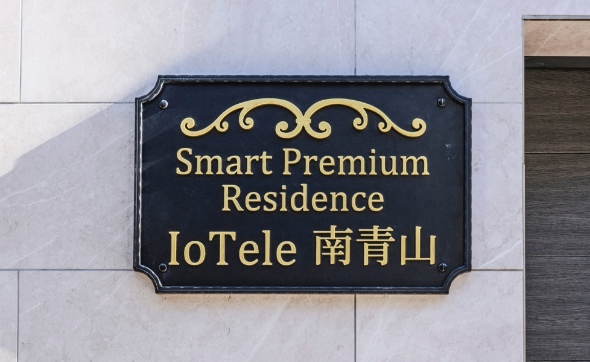 Smart Premium
Residence
IoTele 南青山